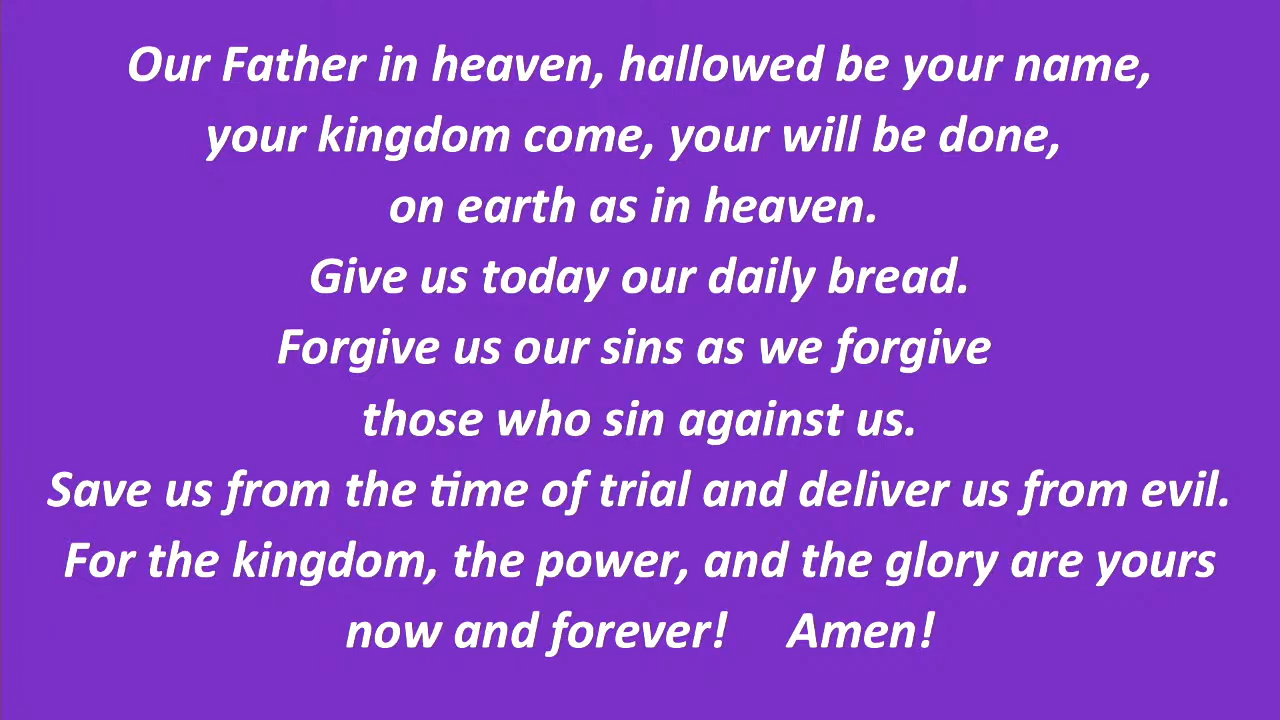 Our Father in heaven, hallowed be your name,
your kingdom come, your will be done,
on earth as in heaven.
Give us today our daily bread.
Forgive us our sins as we forgive
those who sin against us.
Save us from the time of trial and deliver us from evil.
For the kingdom, the power, and the glory are yours
now and forever! Amen!